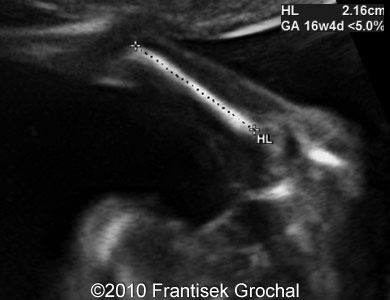 HL 2.16cm
GA 16w4d <5.0%
HL
©2010 Frantisek Grochal